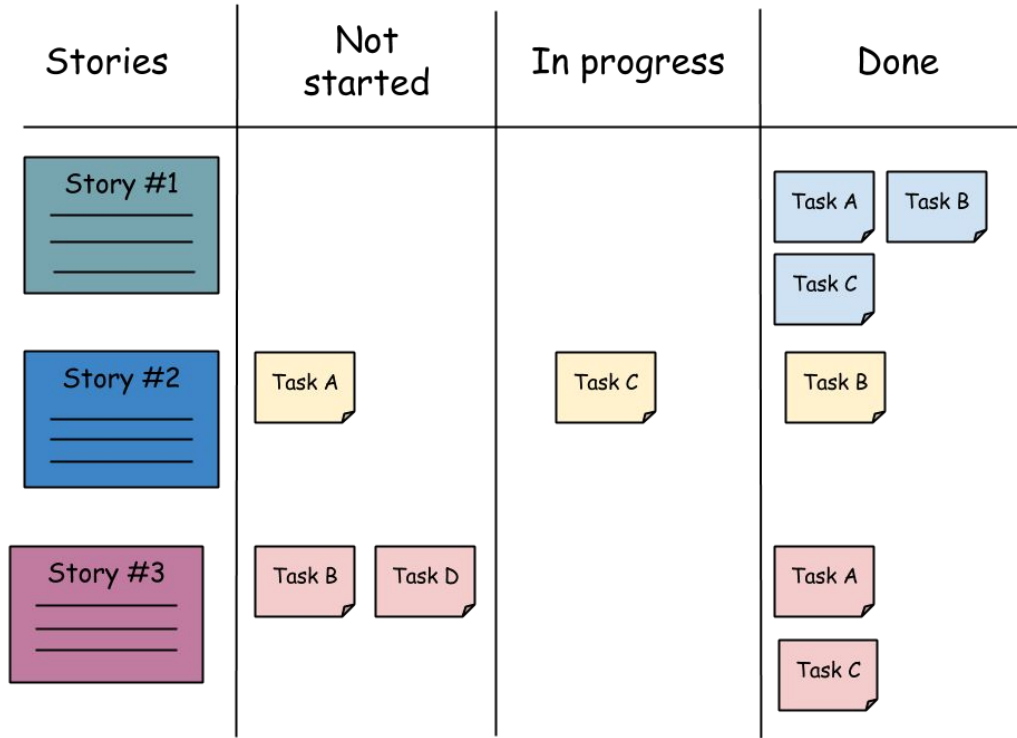 Stories
Not
started
In progress
Done
Story #1
Task A
Task B
Task C
Story #2
Task A
Task C
Task B
Story #3
Task B
Task D
Task A
Task C